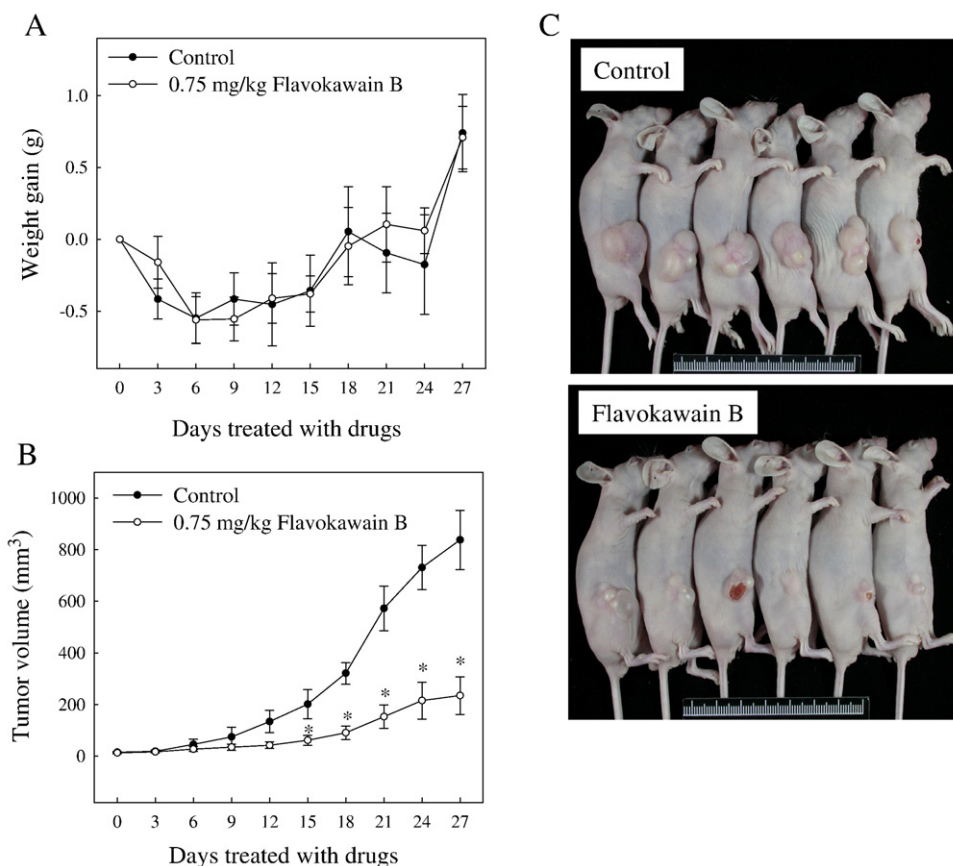 A
Control
0.75 mg/kg Flavokawain B
1.0
0.5
0.0
-0.5
Weight gain (g)
0 3 6 9 12 15 18 21 24 27
Days treated with drugs
B
Control
0.75 mg/kg Flavokawain B
1000
800
600
400
200
0
Tumor volume (mm³)
* * * * *
0 3 6 9 12 15 18 21 24 27
Days treated with drugs
C
Control
Flavokawain B